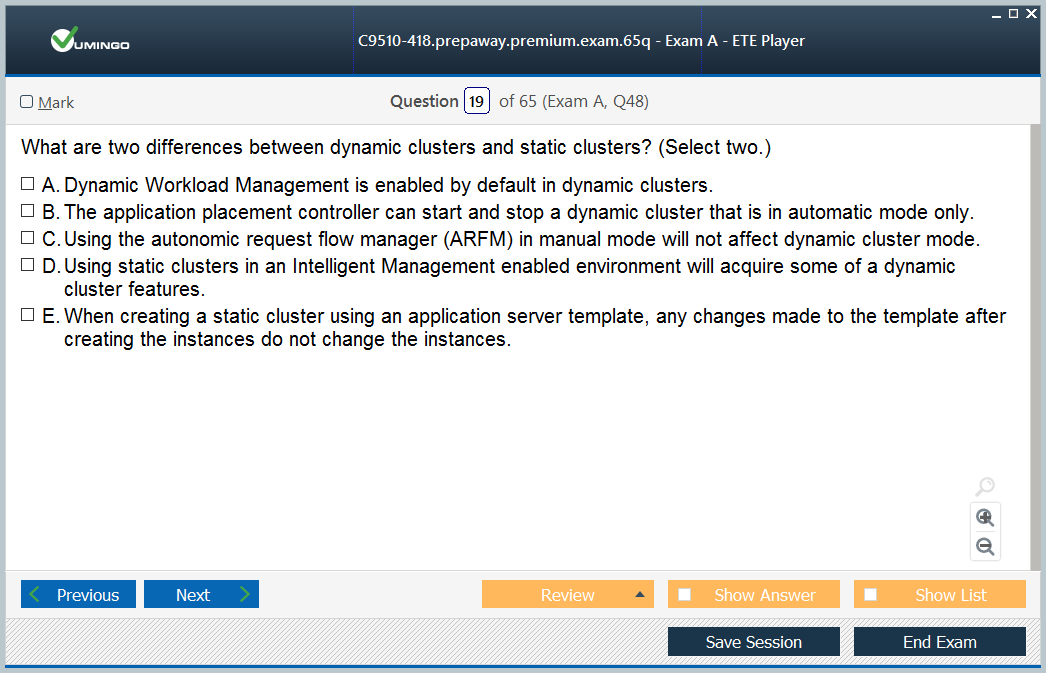 VUMINGO
C9510-418.prepaway.premium.exam.65q - Exam A - ETE Player
Mark
Question 19 of 65 (Exam A, Q48)
What are two differences between dynamic clusters and static clusters? (Select two.)
A. Dynamic Workload Management is enabled by default in dynamic clusters.
B. The application placement controller can start and stop a dynamic cluster that is in automatic mode only.
C. Using the autonomic request flow manager (ARFM) in manual mode will not affect dynamic cluster mode.
D. Using static clusters in an Intelligent Management enabled environment will acquire some of a dynamic
cluster features.
E. When creating a static cluster using an application server template, any changes made to the template after
creating the instances do not change the instances.
Previous
Next
Review
Show Answer
Show List
Save Session
End Exam